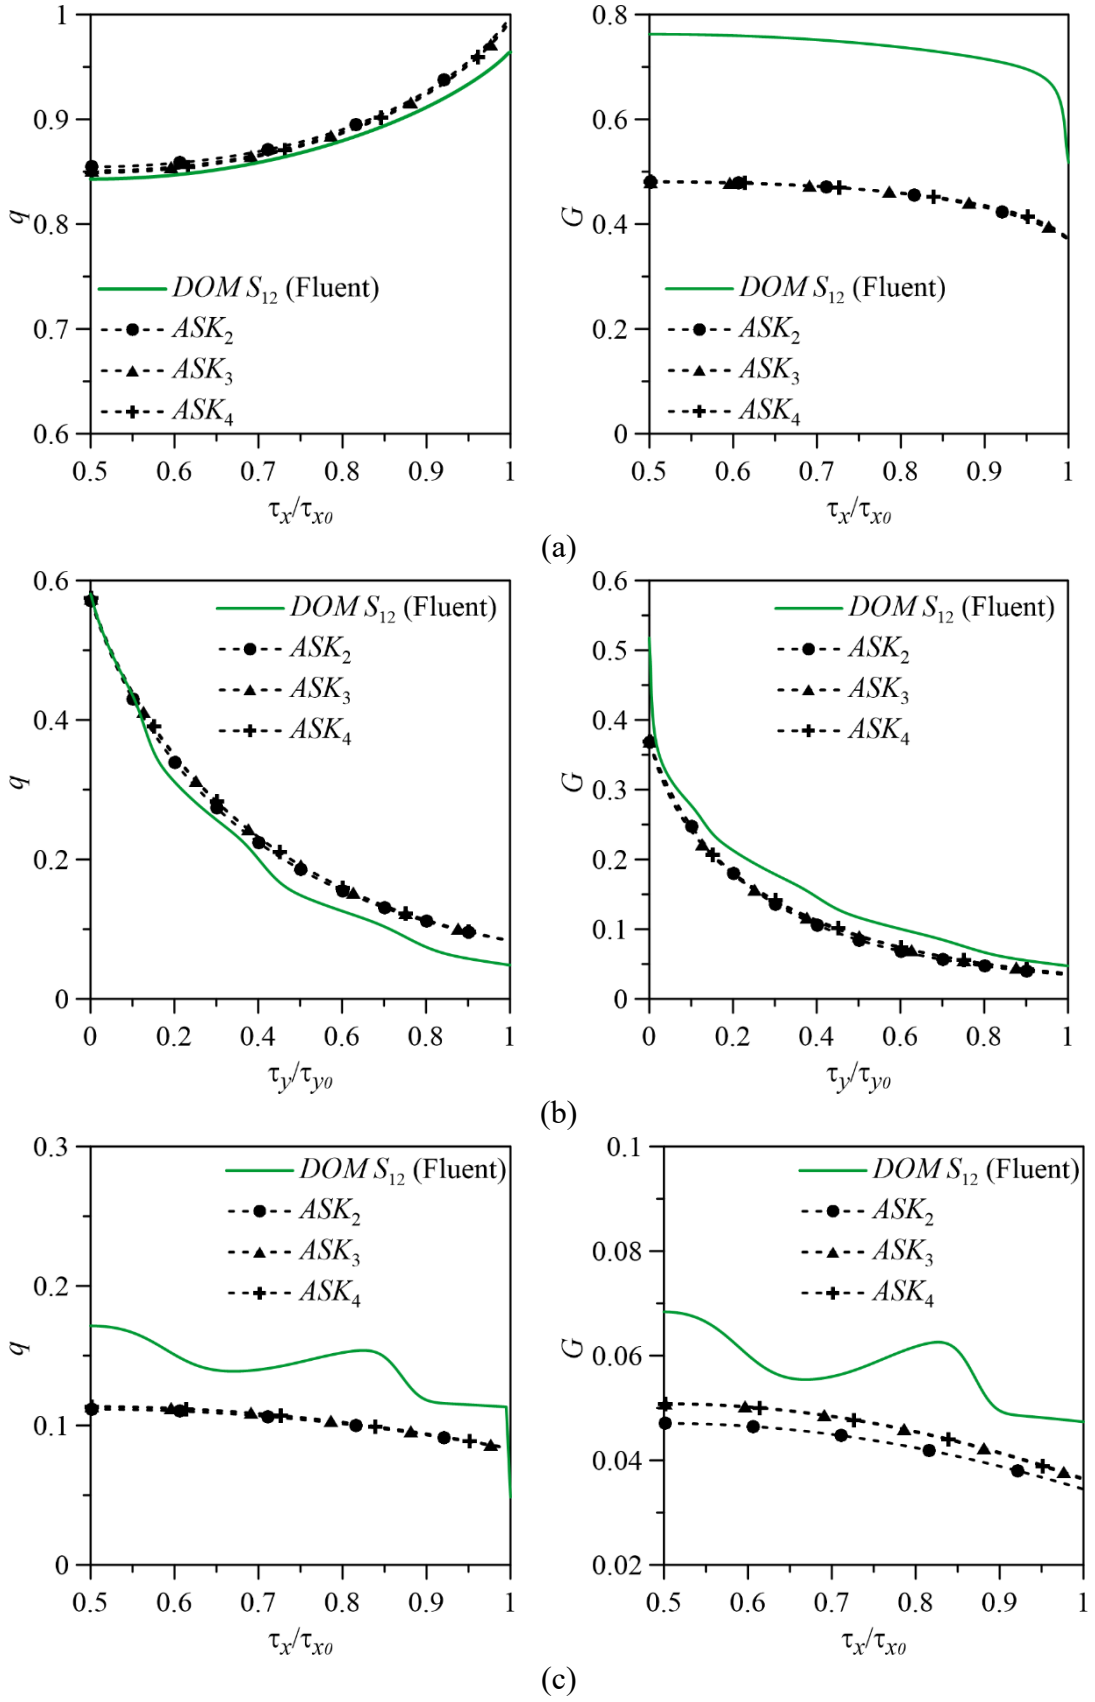 1
0.9
0.8
0.7
0.6
q
DOM S12 (Fluent)
ASK2
ASK3
ASK4
0.5 0.6 0.7 0.8 0.9 1
τx/τx0
0.8
0.6
0.4
0.2
0
G
DOM S12 (Fluent)
ASK2
ASK3
ASK4
0.5 0.6 0.7 0.8 0.9 1
τx/τx0
(a)
0.6
0.4
0.2
0
q
DOM S12 (Fluent)
ASK2
ASK3
ASK4
0 0.2 0.4 0.6 0.8 1
τy/τy0
0.6
0.5
0.4
0.3
0.2
0.1
0
G
DOM S12 (Fluent)
ASK2
ASK3
ASK4
0 0.2 0.4 0.6 0.8 1
τy/τy0
(b)
0.3
0.2
0.1
0
q
DOM S12 (Fluent)
ASK2
ASK3
ASK4
0.5 0.6 0.7 0.8 0.9 1
τx/τx0
0.1
0.08
0.06
0.04
0.02
G
DOM S12 (Fluent)
ASK2
ASK3
ASK4
0.5 0.6 0.7 0.8 0.9 1
τx/τx0
(c)